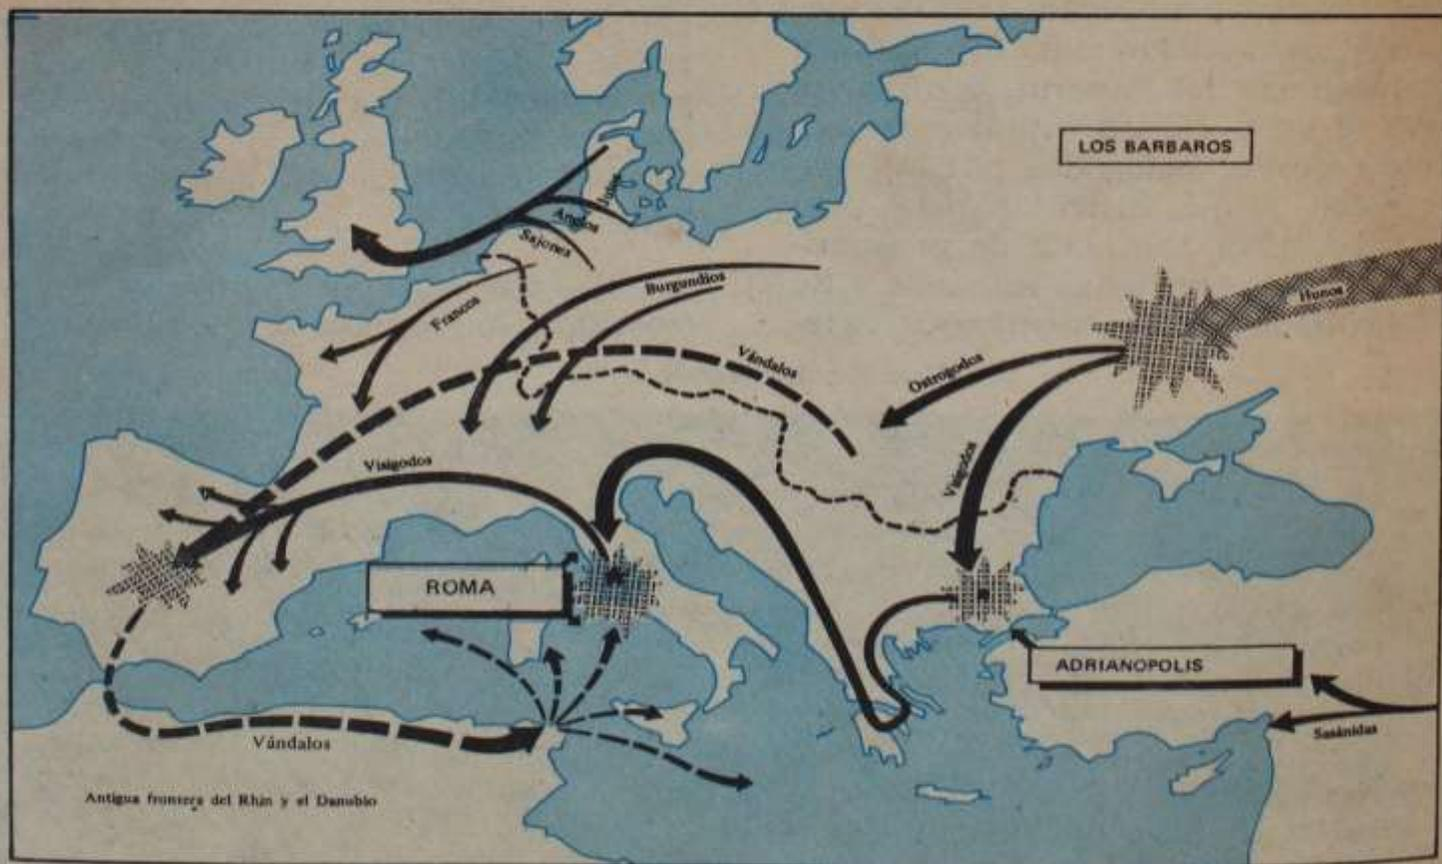 LOS BARBAROS
Jutos
Anglos
Sajones
Hunos
Burgundios
Francos
Vándalos
Ostrogodos
Visigodos
Visigodos
ROMA
ADRIANOPOLIS
Sasánidas
Vándalos
Antigua frontera del Rhin y el Danubio